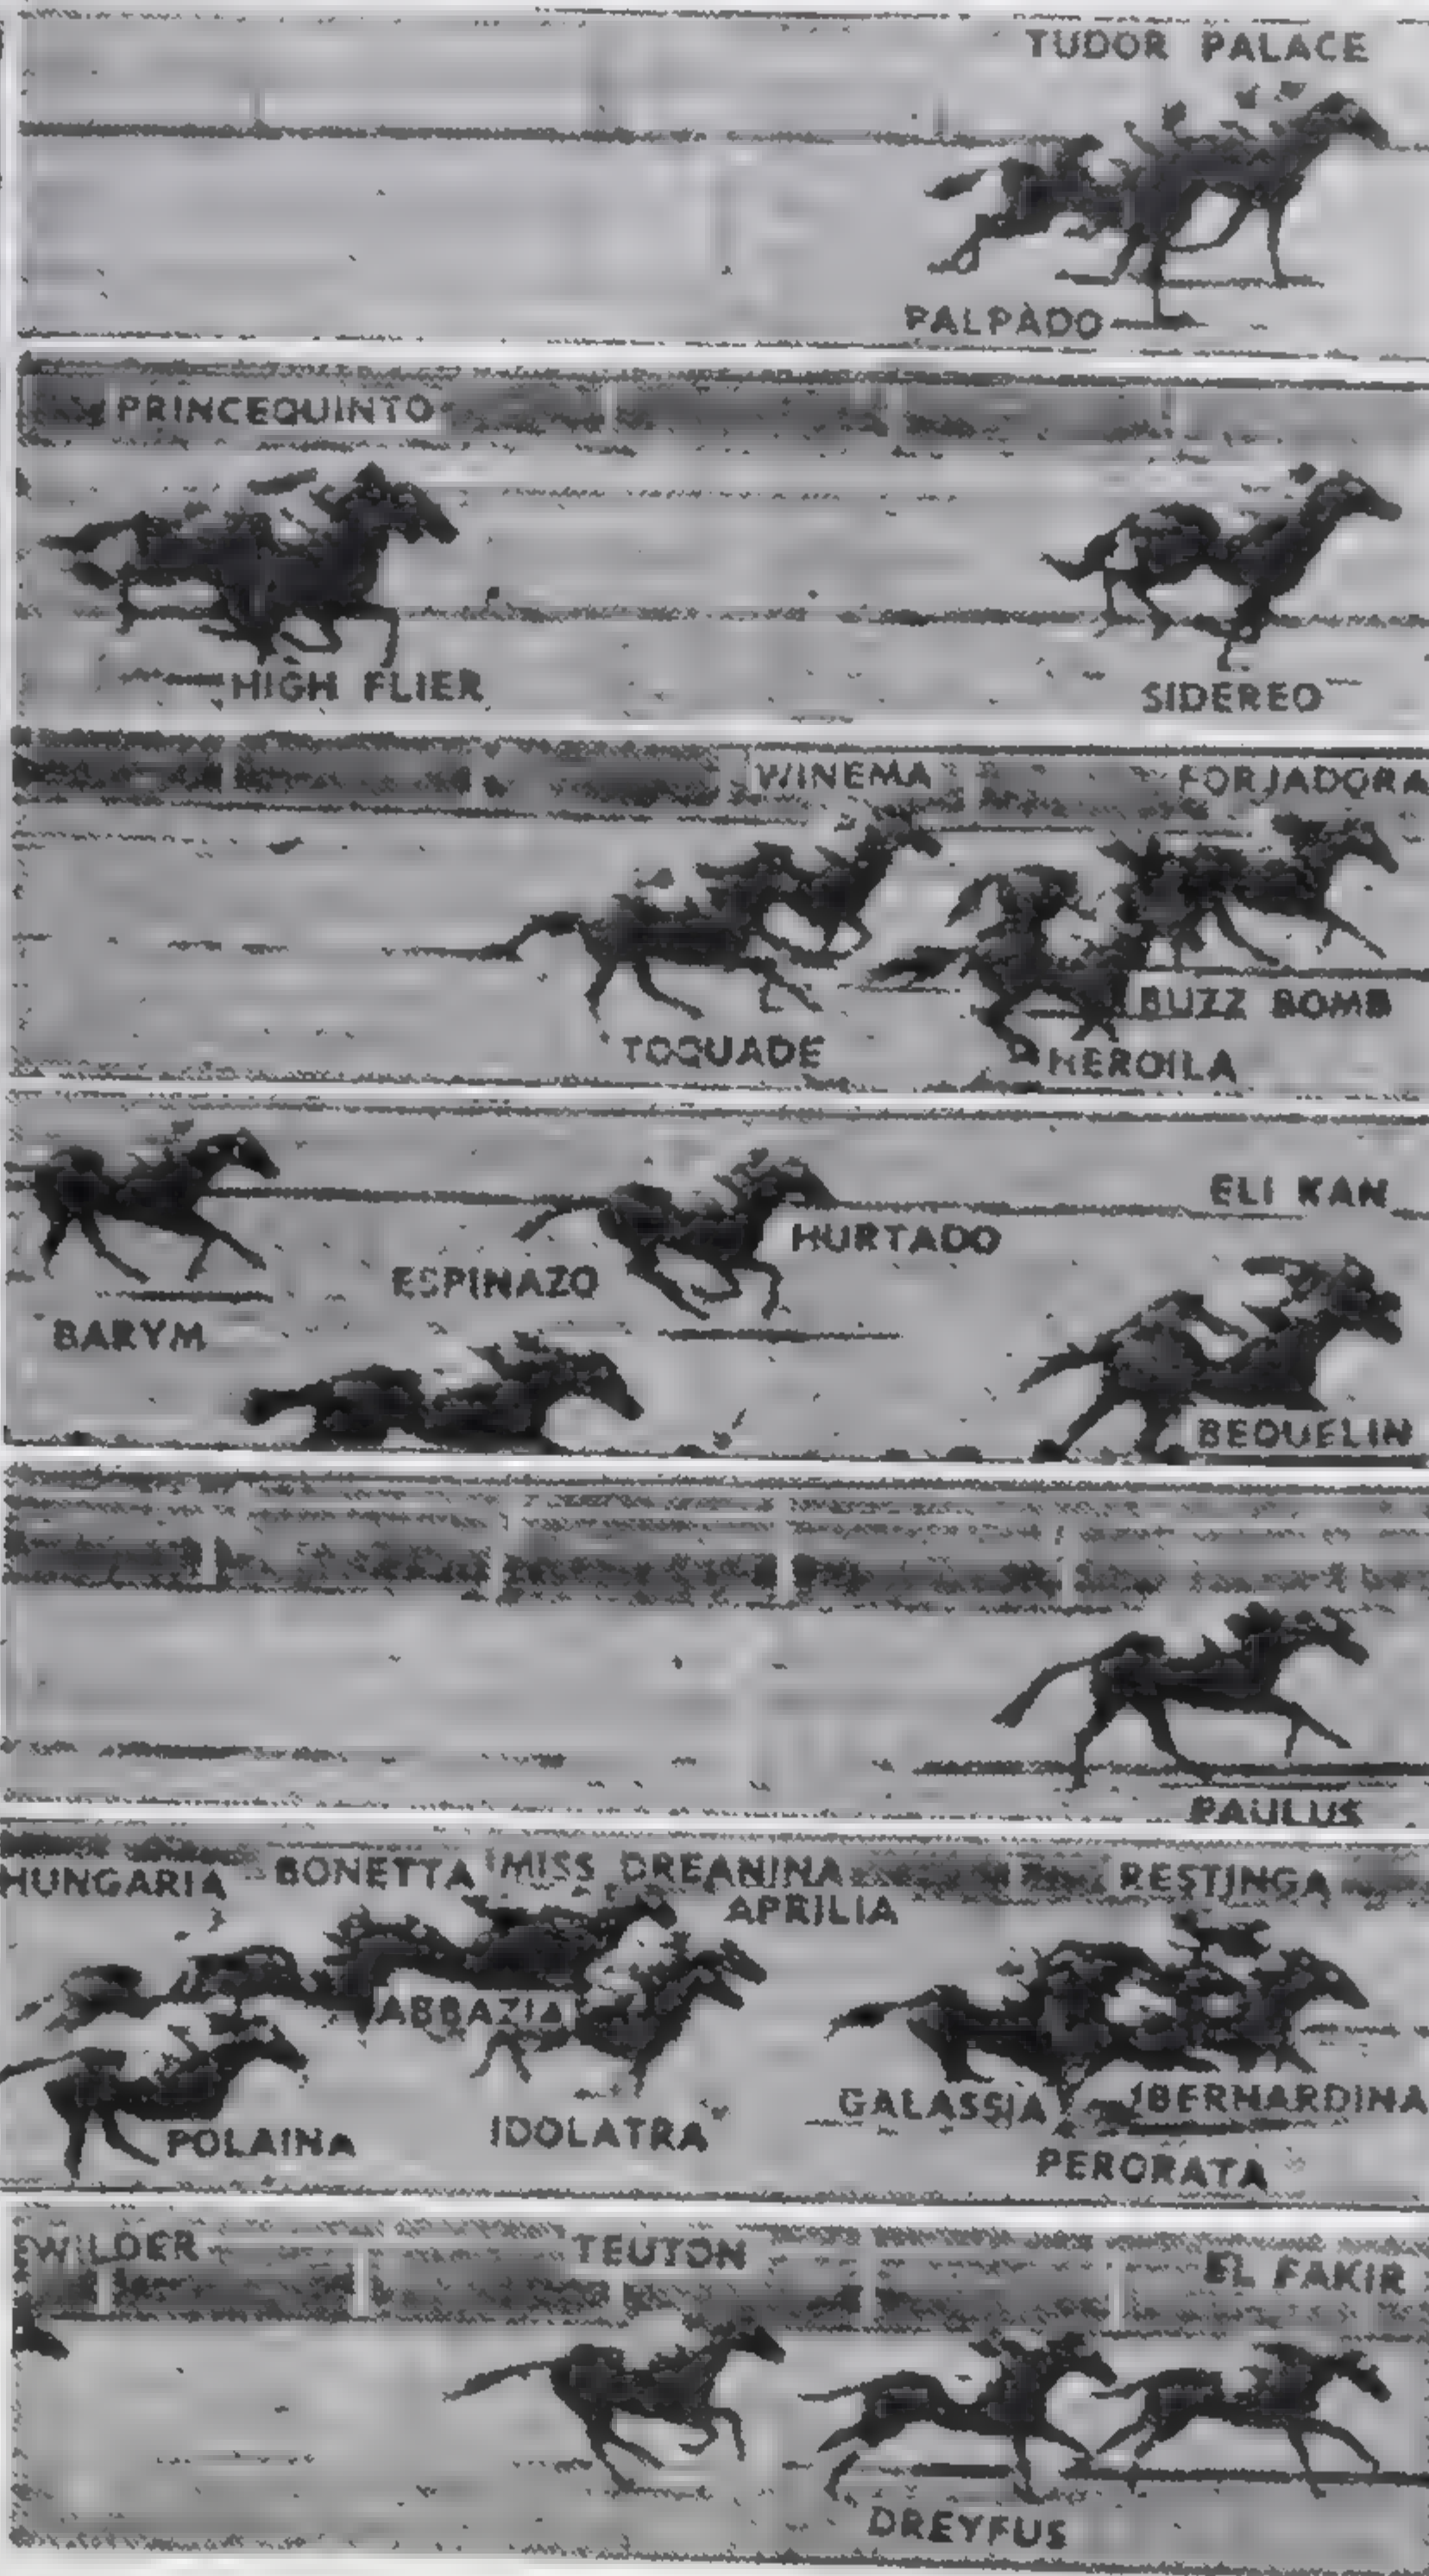 TUDOR PALACE
PALPADO
PRINCEQUINTO
HIGH FLIER
SIDEREO
WINEMA FORJADORA
BUZZ BOMB
TOQUADE HEROILA
ELI KAN
HURTADO
ESPINAZO
BARYM
BEQUELIN
PAULUS
HUNGARIA BONETTA MISS DREANINA RESTINGA
APRILIA
ABBAZIA
GALASSIA BERNARDINA
POLAINA IDOLATRA
PERORATA
WILDER TEUTON
EL FAKIR
DREYFUS